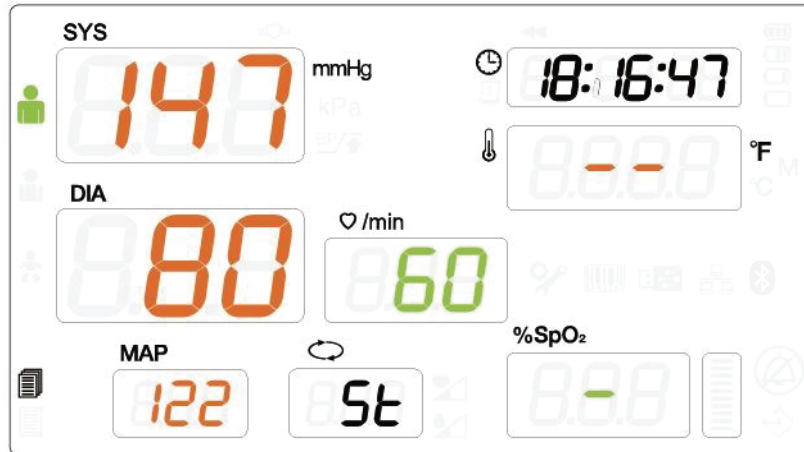 SYS
147 mmHg
18:16:47
kPa
-- °F
°C M
DIA
80
♡ /min
60
MAP
122
St
%SpO₂
-